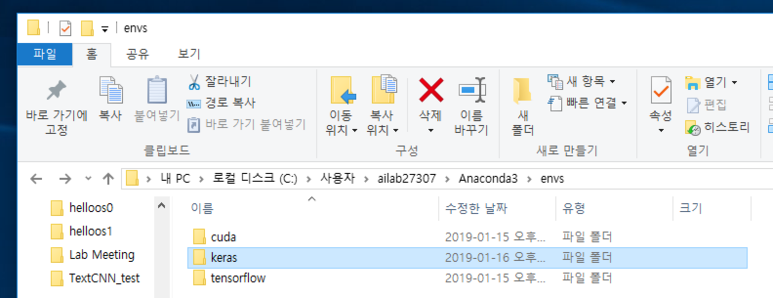 envs
파일 홈 공유 보기
바로 가기에 고정
복사
붙여넣기
잘라내기
경로 복사
바로 가기 붙여넣기
클립보드
이동 위치
복사 위치
삭제
이름 바꾸기
구성
새 폴더
새 항목
빠른 연결
새로 만들기
속성
열기
편집
히스토리
열기
내 PC > 로컬 디스크 (C:) > 사용자 > ailab27307 > Anaconda3 > envs
helloos0
helloos1
Lab Meeting
TextCNN_test
이름 수정한 날짜 유형 크기
cuda 2019-01-15 오후... 파일 폴더
keras 2019-01-16 오후... 파일 폴더
tensorflow 2019-01-15 오후... 파일 폴더